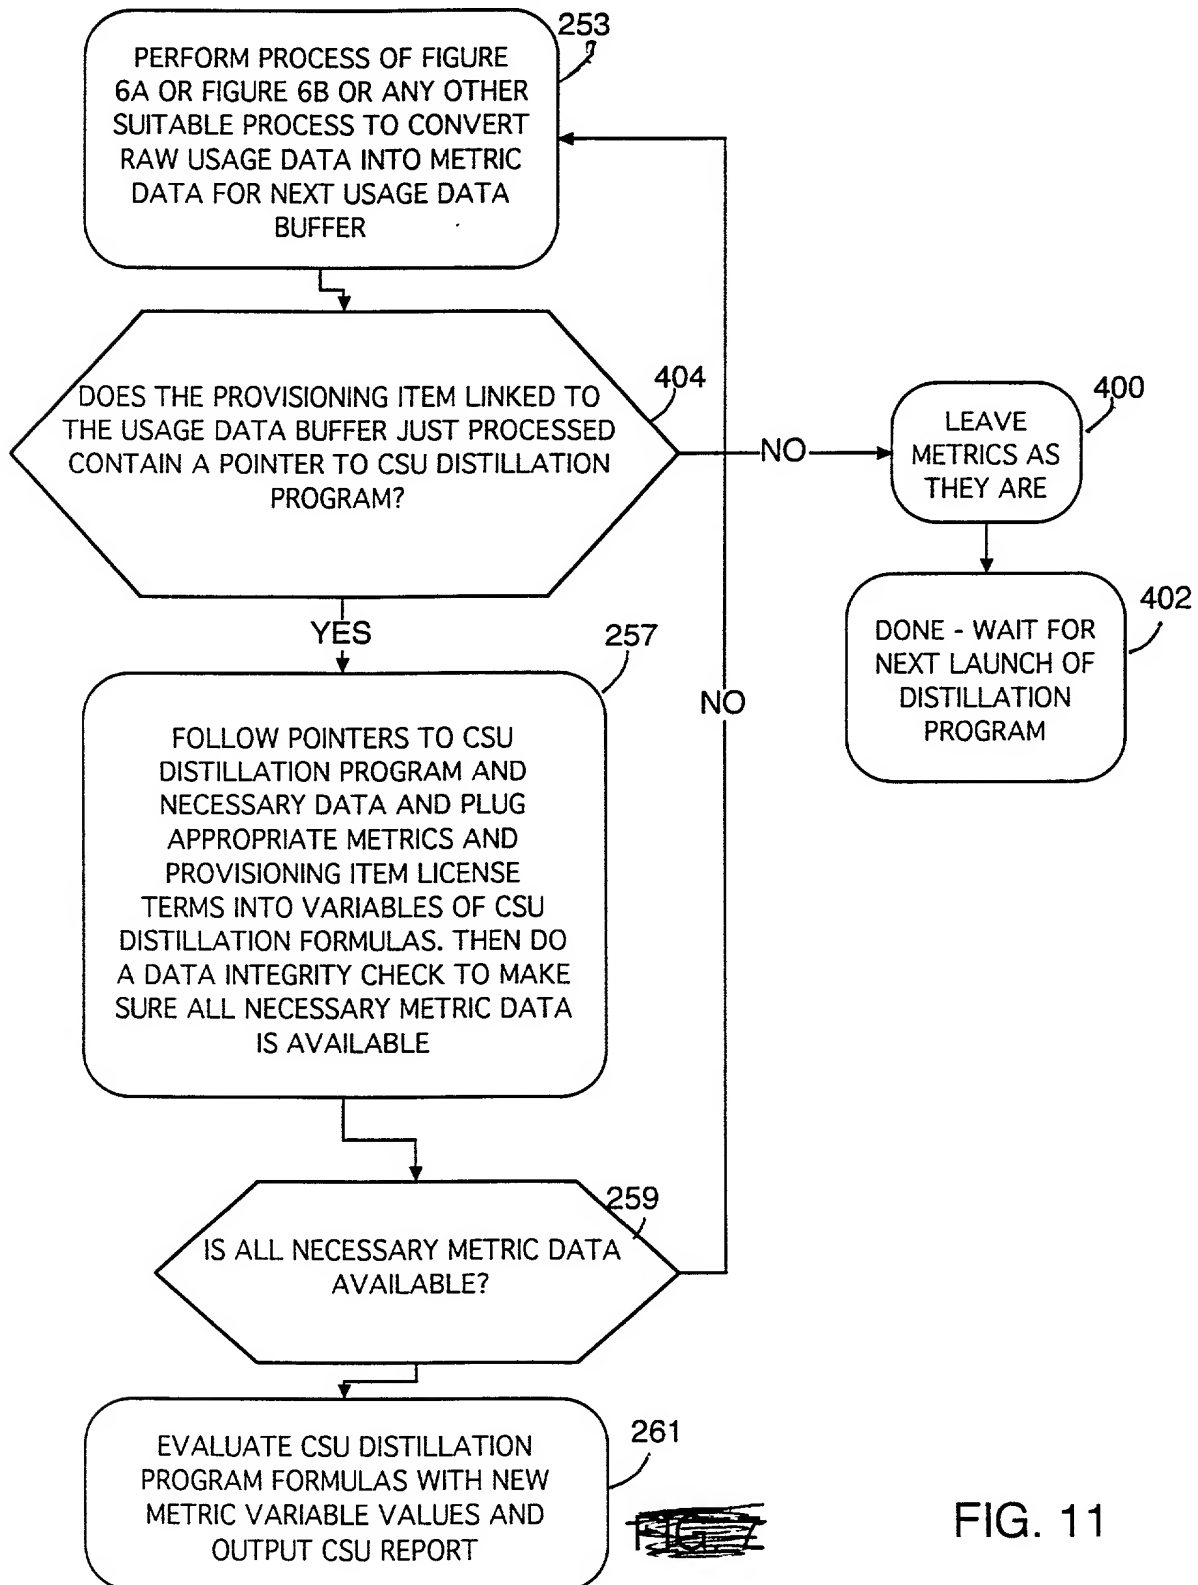 253
PERFORM PROCESS OF FIGURE
6A OR FIGURE 6B OR ANY OTHER
SUITABLE PROCESS TO CONVERT
RAW USAGE DATA INTO METRIC
DATA FOR NEXT USAGE DATA
BUFFER
404
DOES THE PROVISIONING ITEM LINKED TO
THE USAGE DATA BUFFER JUST PROCESSED
CONTAIN A POINTER TO CSU DISTILLATION
PROGRAM?
NO
400
LEAVE
METRICS AS
THEY ARE
402
DONE - WAIT FOR
NEXT LAUNCH OF
DISTILLATION
PROGRAM
YES
257
FOLLOW POINTERS TO CSU
DISTILLATION PROGRAM AND
NECESSARY DATA AND PLUG
APPROPRIATE METRICS AND
PROVISIONING ITEM LICENSE
TERMS INTO VARIABLES OF CSU
DISTILLATION FORMULAS. THEN DO
A DATA INTEGRITY CHECK TO MAKE
SURE ALL NECESSARY METRIC DATA
IS AVAILABLE
NO
259
IS ALL NECESSARY METRIC DATA
AVAILABLE?
261
EVALUATE CSU DISTILLATION
PROGRAM FORMULAS WITH NEW
METRIC VARIABLE VALUES AND
OUTPUT CSU REPORT
FIG. 11